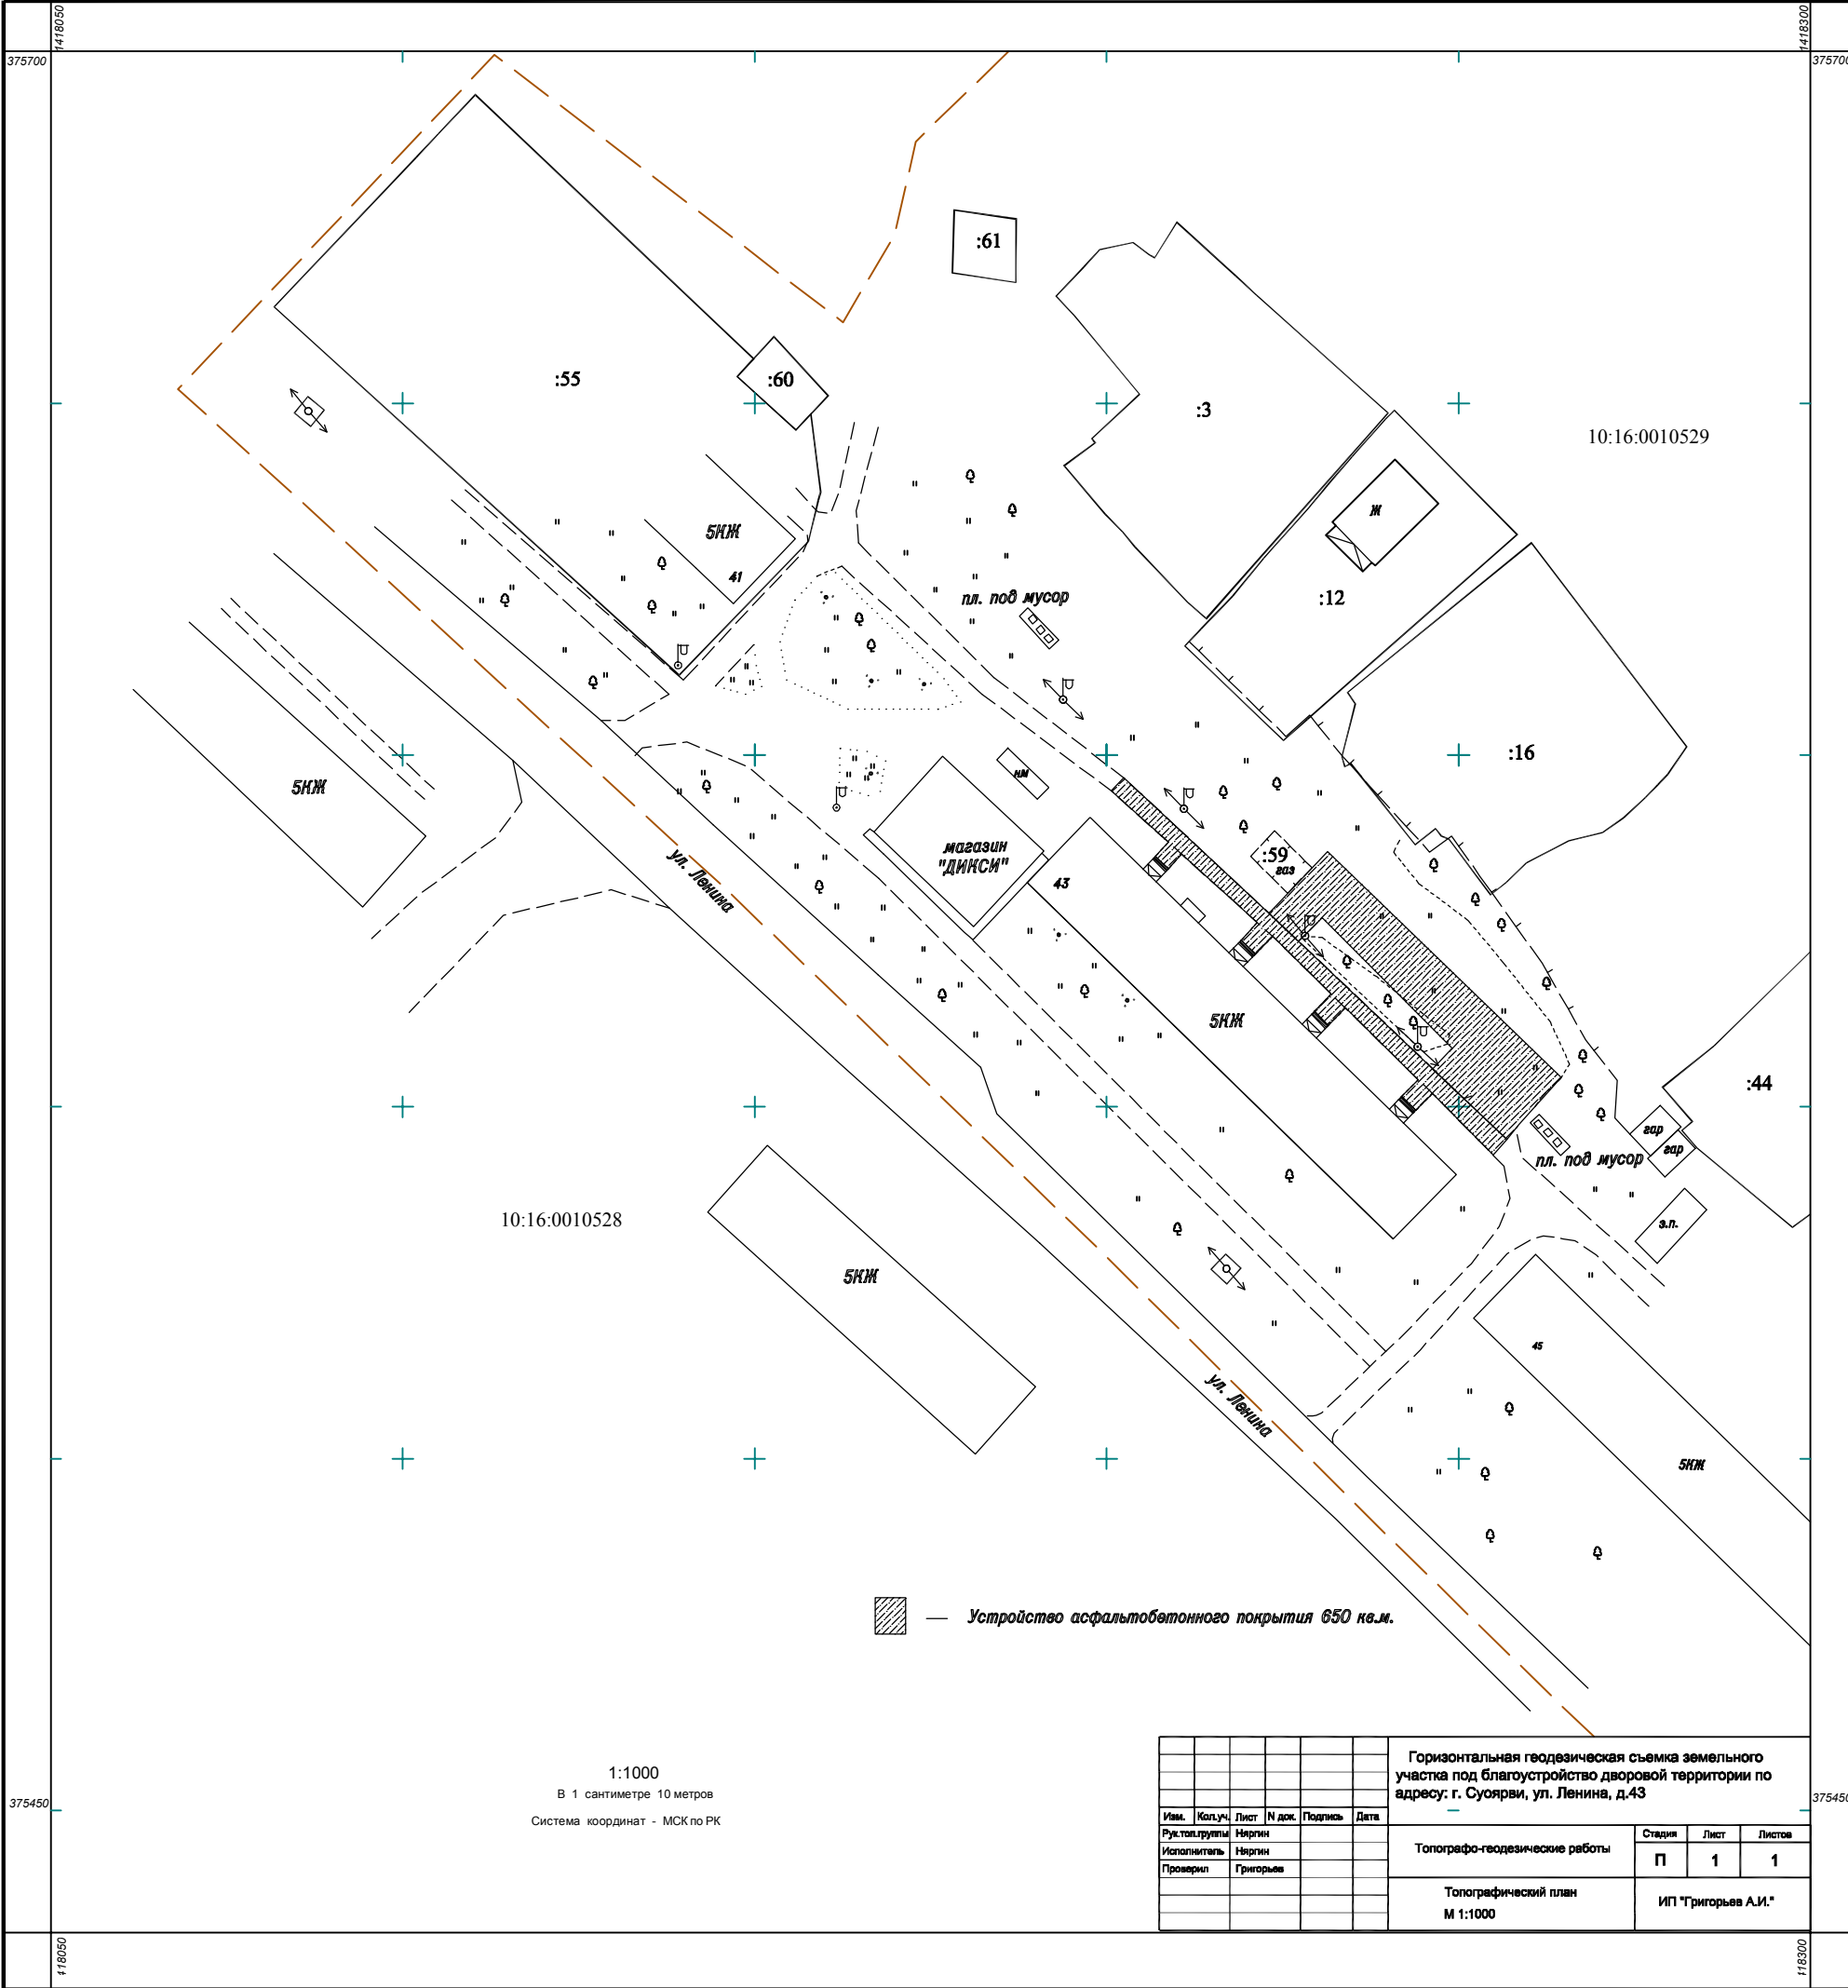 1418050
1418300
375700
375700
:61
:55
:60
:3
10:16:0010529
Ж
5КЖ
41
пл. под мусор
:12
:16
5КЖ
КМ
магазин
"ДИКСИ"
:59
газ
43
ул. Ленина
5КЖ
:44
гар
гар
пл. под мусор
э.п.
10:16:0010528
5КЖ
45
ул. Ленина
5КЖ
— Устройство асфальтобетонного покрытия 650 кв.м.
1:1000
В 1 сантиметре 10 метров
Система координат - МСК по РК
375450
375450
Горизонтальная геодезическая съемка земельного
участка под благоустройство дворовой территории по
адресу: г. Суоярви, ул. Ленина, д.43
Изм. Кол.уч. Лист N док. Подпись Дата
Рук.топ.группы Няргин
Исполнитель Няргин
Проверил Григорьев
Топографо-геодезические работы
Стадия Лист Листов
П 1 1
Топографический план
М 1:1000
ИП "Григорьев А.И."
418050
418300